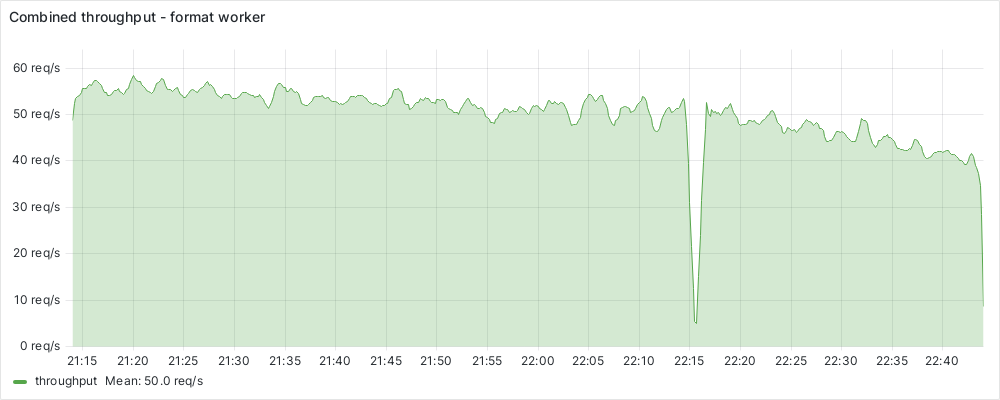 Combined throughput - format worker
60 req/s
50 req/s
40 req/s
30 req/s
20 req/s
10 req/s
0 req/s
21:15 21:20 21:25 21:30 21:35 21:40 21:45 21:50 21:55 22:00 22:05 22:10 22:15 22:20 22:25 22:30 22:35 22:40
throughput Mean: 50.0 req/s